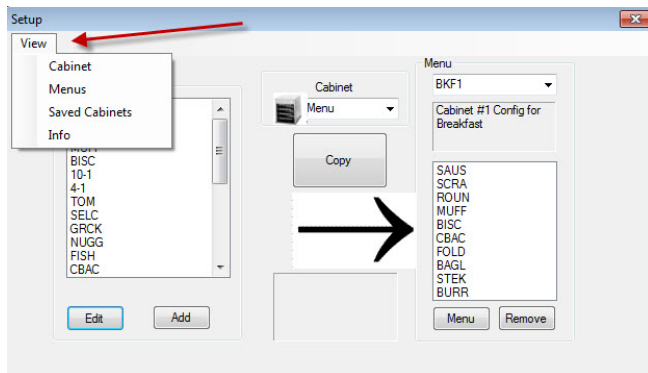 Setup
View
Cabinet
Menus
Saved Cabinets
Info
BISC
10-1
4-1
TOM
SELC
GRCK
NUGG
FISH
CBAC
Edit
Add
Cabinet
Menu
Copy
Menu
BKF1
Cabinet #1 Config for
Breakfast
SAUS
SCRA
ROUN
MUFF
BISC
CBAC
FOLD
BAGL
STEK
BURR
Menu
Remove